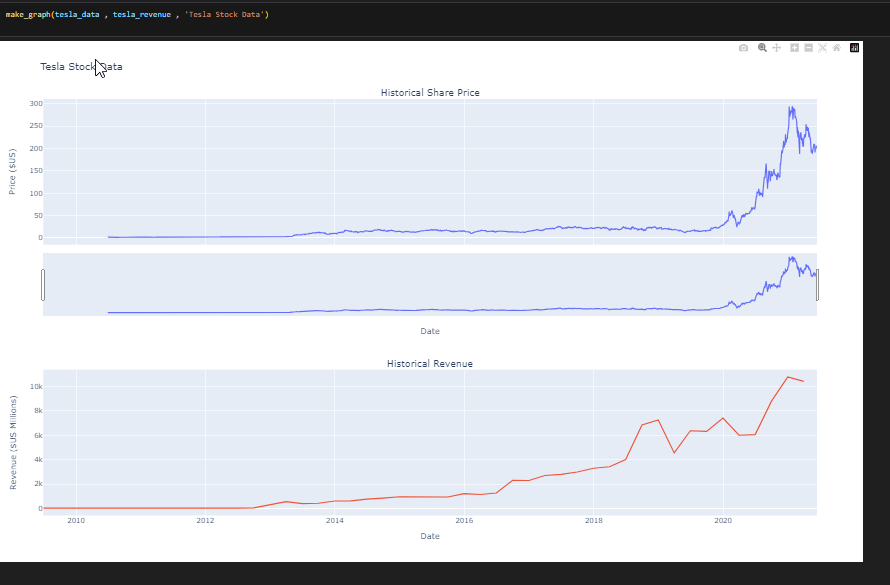 make_graph(tesla_data , tesla_revenue , 'Tesla Stock Data')
Tesla Stock Data
Historical Share Price
300
250
200
150
100
50
0
Price ($US)
Date
Historical Revenue
10k
8k
6k
4k
2k
0
Revenue ($US Millions)
2010 2012 2014 2016 2018 2020
Date